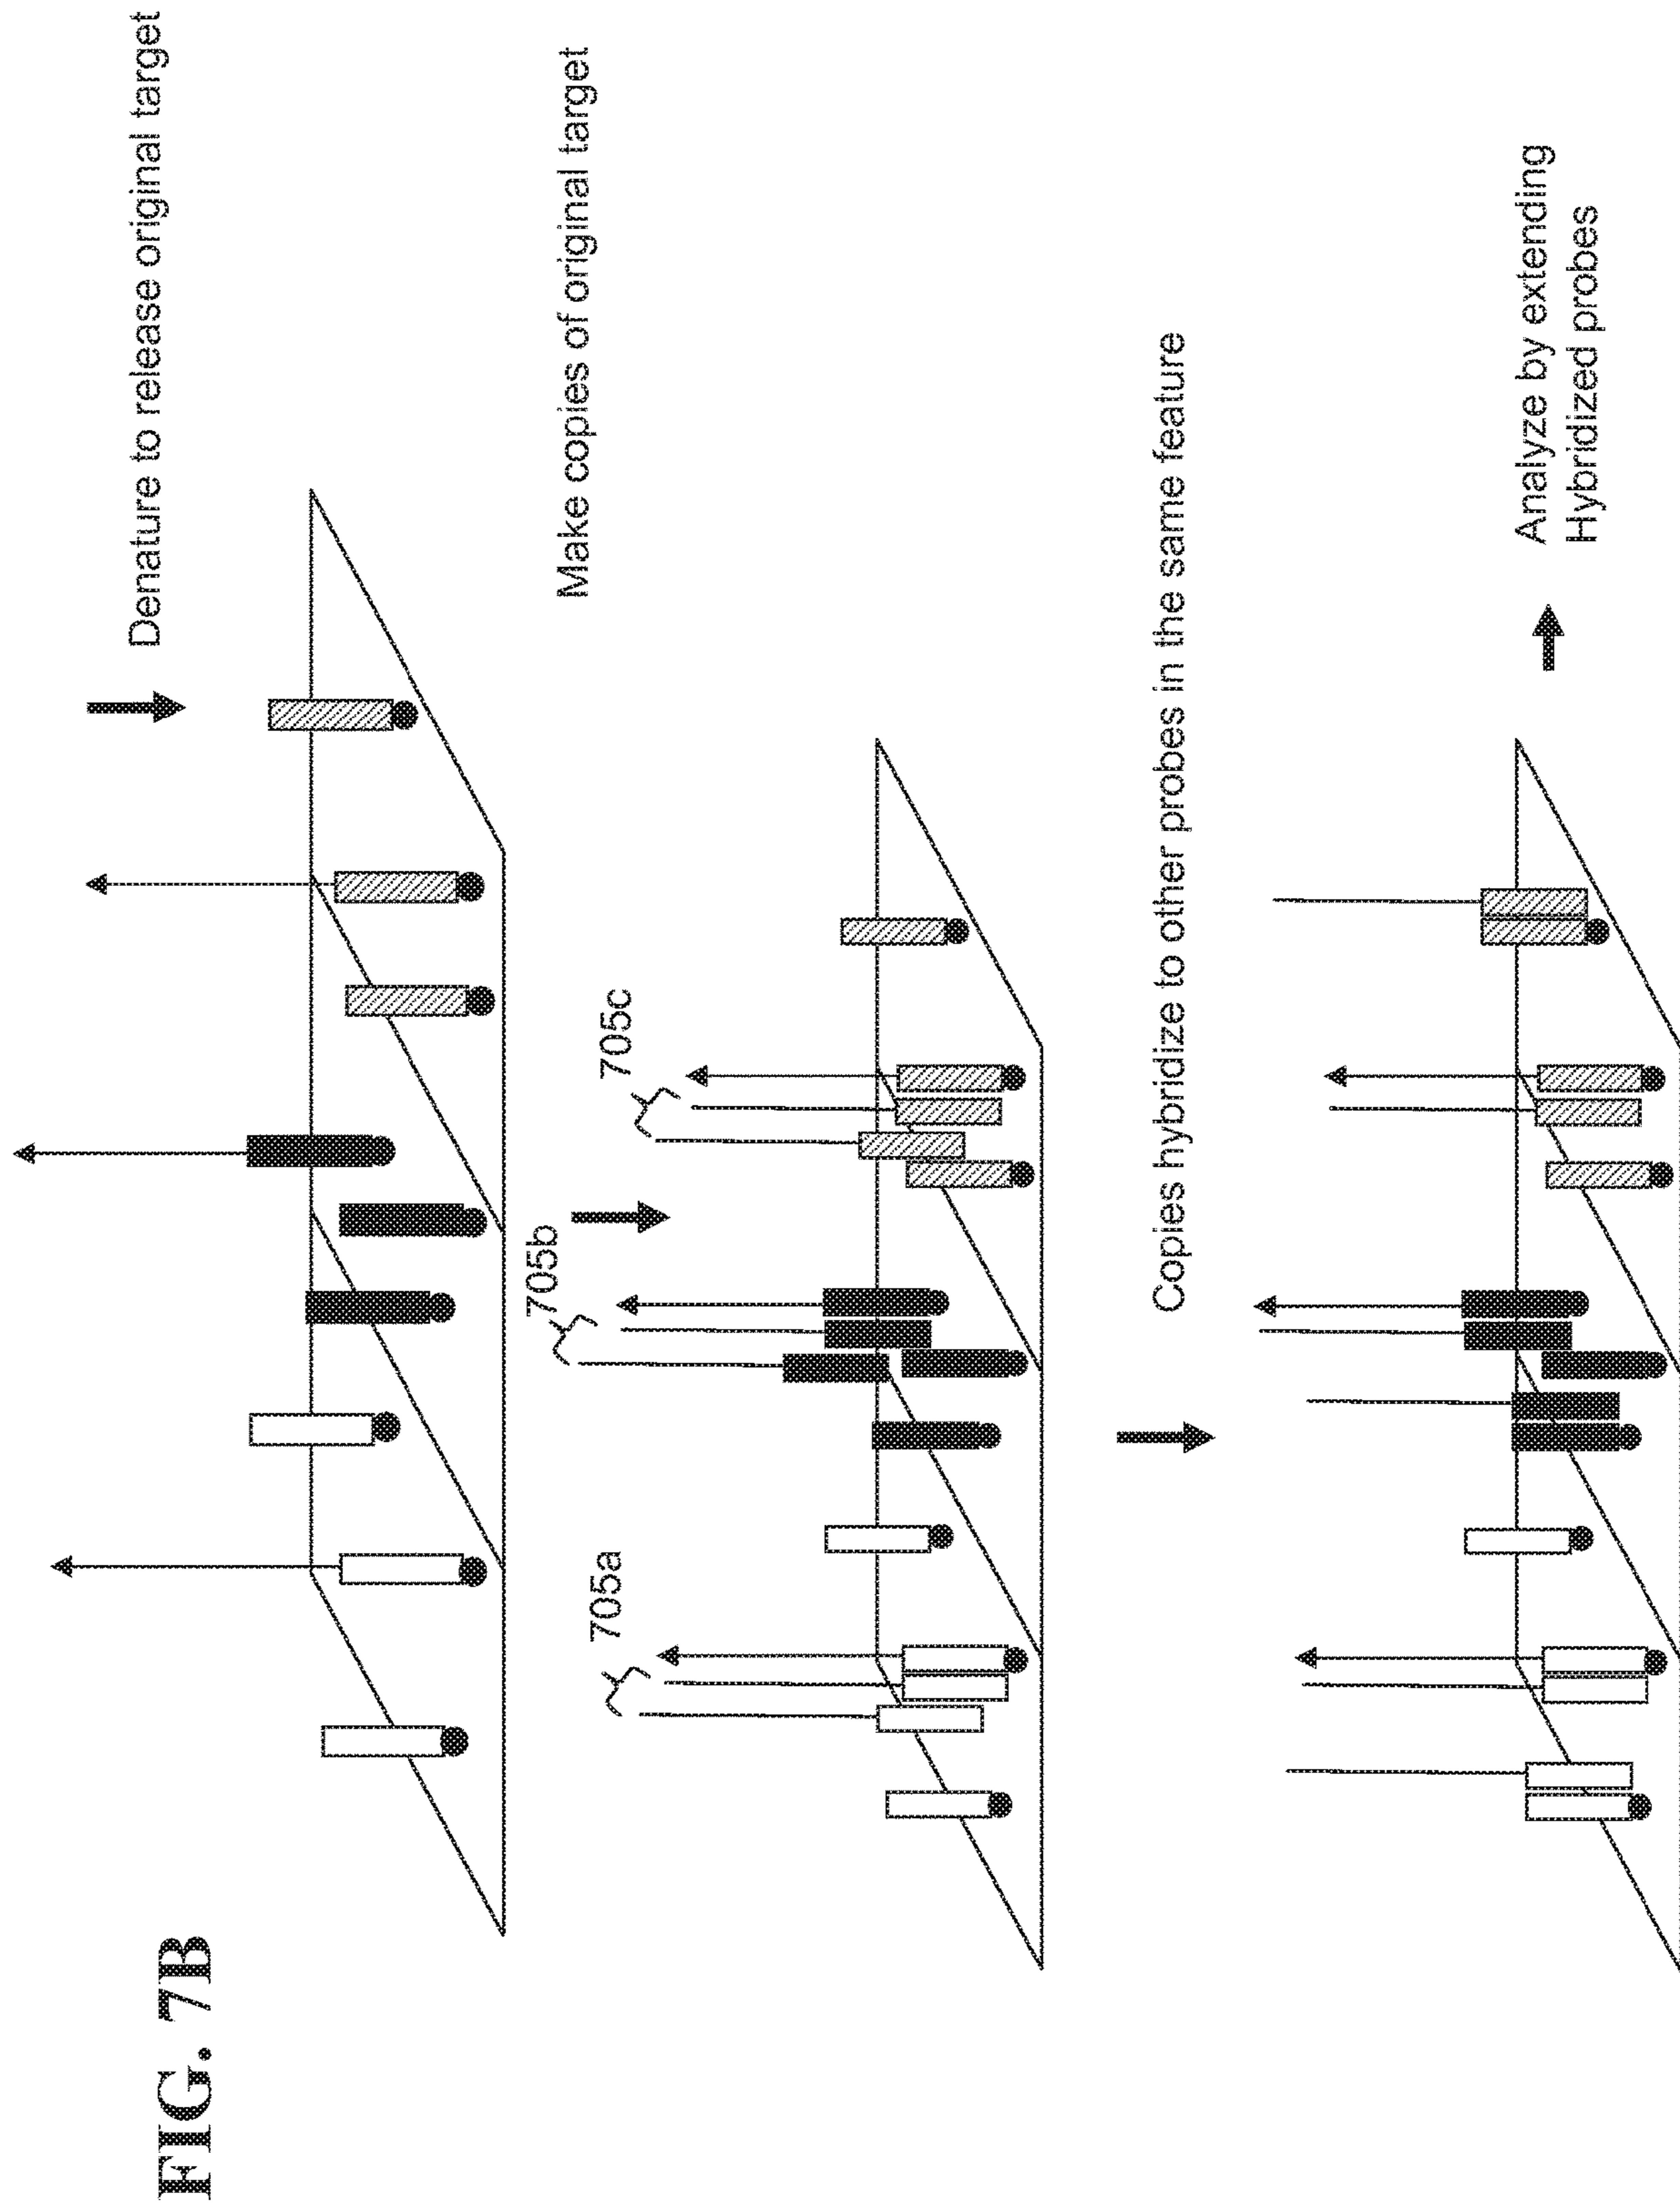 FIG. 7B
Denature to release original target
Make copies of original target
705a
705b
705c
Copies hybridize to other probes in the same feature
Analyze by extending
Hybridized probes